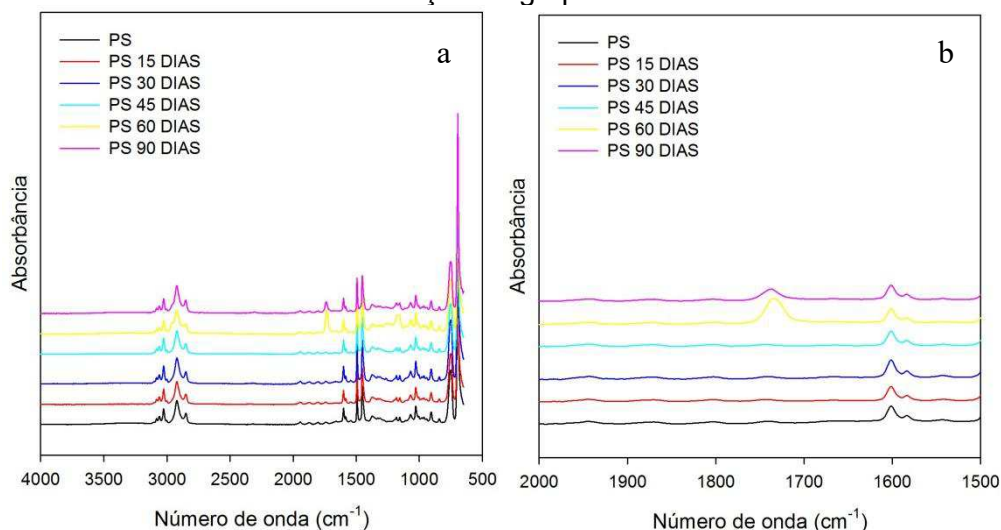 a
PS
PS 15 DIAS
PS 30 DIAS
PS 45 DIAS
PS 60 DIAS
PS 90 DIAS
Absorbância
4000 3500 3000 2500 2000 1500 1000 500
Número de onda (cm⁻¹)
b
PS
PS 15 DIAS
PS 30 DIAS
PS 45 DIAS
PS 60 DIAS
PS 90 DIAS
Absorbância
2000 1900 1800 1700 1600 1500
Número de onda (cm⁻¹)